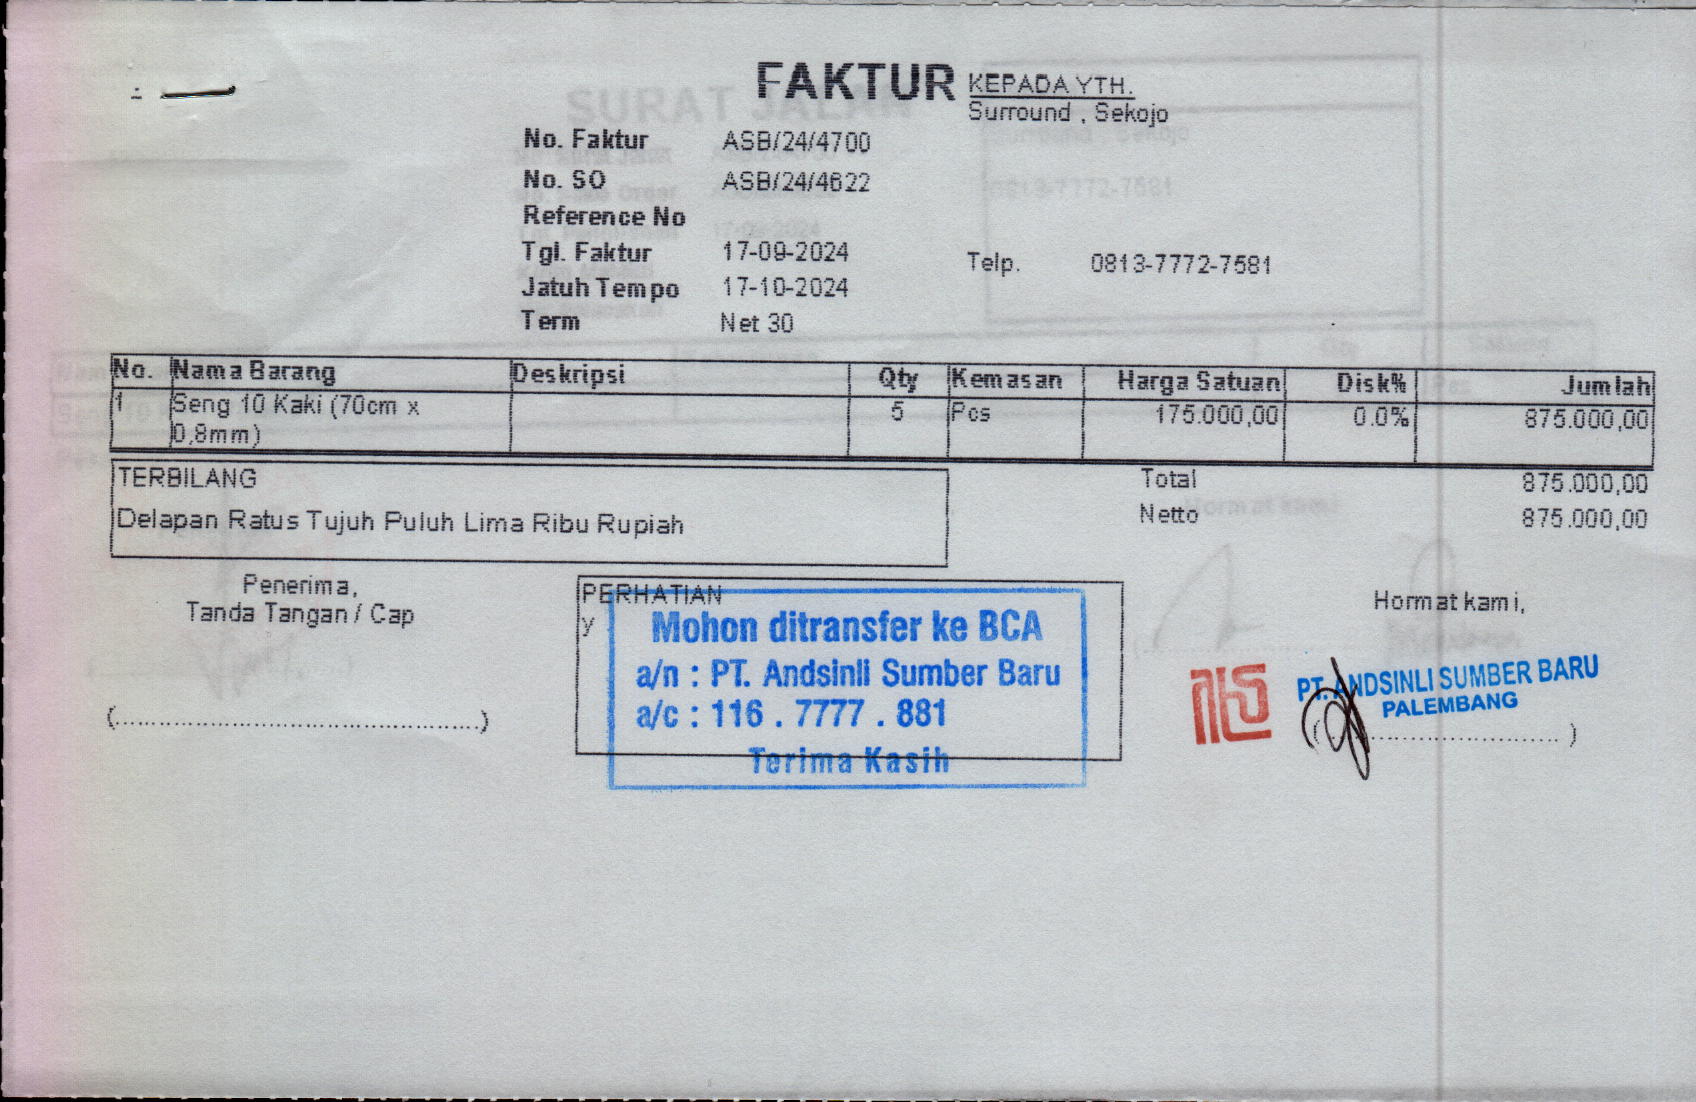 FAKTUR
KEPADA YTH.
Surround , Sekojo
No. Faktur ASB/24/4700
No. SO ASB/24/4622
Reference No
Tgl. Faktur 17-09-2024
Telp. 0813-7772-7581
Jatuh Tempo 17-10-2024
Term Net 30
No. Nama Barang Deskripsi Qty Kemasan Harga Satuan Disk% Jumlah
1 Seng 10 Kaki (70cm x 5 Pcs 175.000,00 0.0% 875.000,00
0,8mm)
TERBILANG
Delapan Ratus Tujuh Puluh Lima Ribu Rupiah
Total 875.000,00
Netto 875.000,00
Penerima,
Tanda Tangan / Cap
(..........................................)
PERHATIAN
y
Mohon ditransfer ke BCA
a/n : PT. Andsinli Sumber Baru
a/c : 116 . 7777 . 881
Terima Kasih
Hormat kami,
PT. ANDSINLI SUMBER BARU
PALEMBANG
(.............................. )